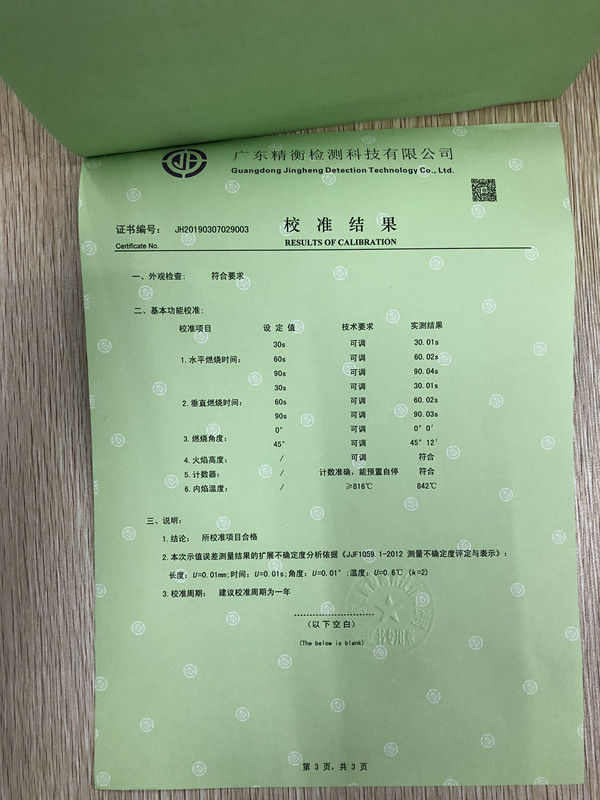 JH
广东精衡检测科技有限公司
Guangdong Jingheng Detection Technology Co., Ltd.
证书编号： JH20190307029003 校准结果
Certificate No. RESULTS OF CALIBRATION
一、外观检查： 符合要求
二、基本功能校准：
校准项目 设定值 技术要求 实测结果
30s 可调 30.01s
1.水平燃烧时间： 60s 可调 60.02s
90s 可调 90.04s
30s 可调 30.01s
2.垂直燃烧时间： 60s 可调 60.02s
90s 可调 90.03s
0° 可调 0° 0′
3.燃烧角度： 45° 可调 45° 12′
4.火焰高度： / 可调 符合
5.计数器： / 计数准确，能预置自停 符合
6.内焰温度： / ≥816℃ 842℃
三、说明：
1.结论： 所校准项目合格
2.本次示值误差测量结果的扩展不确定度分析依据《JJF1059.1-2012 测量不确定度评定与表示》：
长度：U=0.01mm;时间：U=0.01s;角度：U=0.01°;温度：U=0.6℃ (k=2)
3.校准周期： 建议校准周期为一年
(以下空白)
(The below is blank)
第 3 页，共 3 页